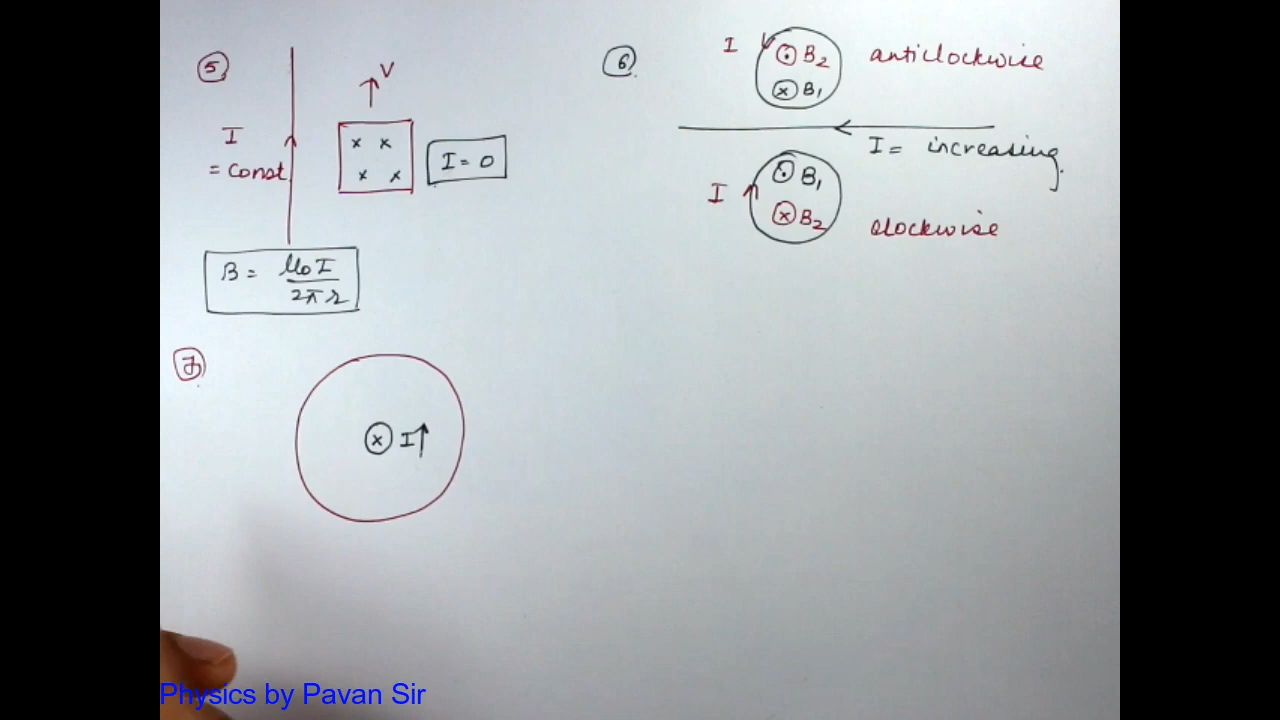 5
V
I
= const
x x
x x
I = 0
B = μ₀I / 2πr
6
I
⊙ B₂
anticlockwise
⊗ B₁
I = increasing
⊙ B₁
I
⊗ B₂
clockwise
7
⊗ I↑
Physics by Pavan Sir